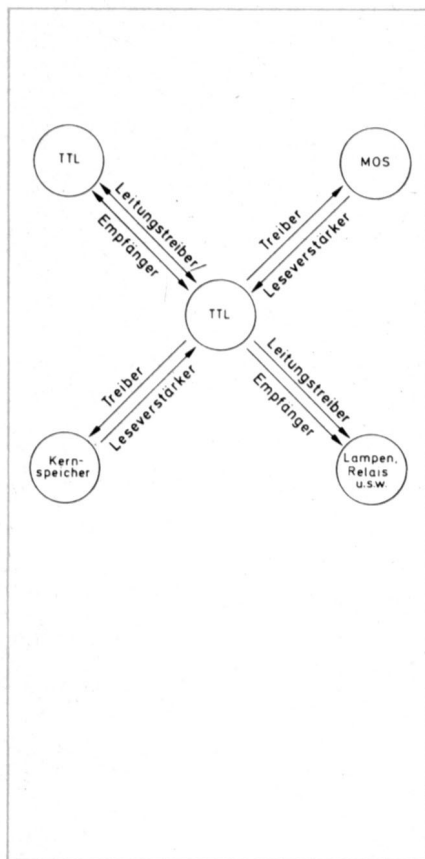 TTL
MOS
Leitungstreiber
Empfänger
Treiber
Leseverstärker
TTL
Treiber
Leseverstärker
Leitungstreiber
Empfänger
Kern-
speicher
Lampen,
Relais
u.s.w.